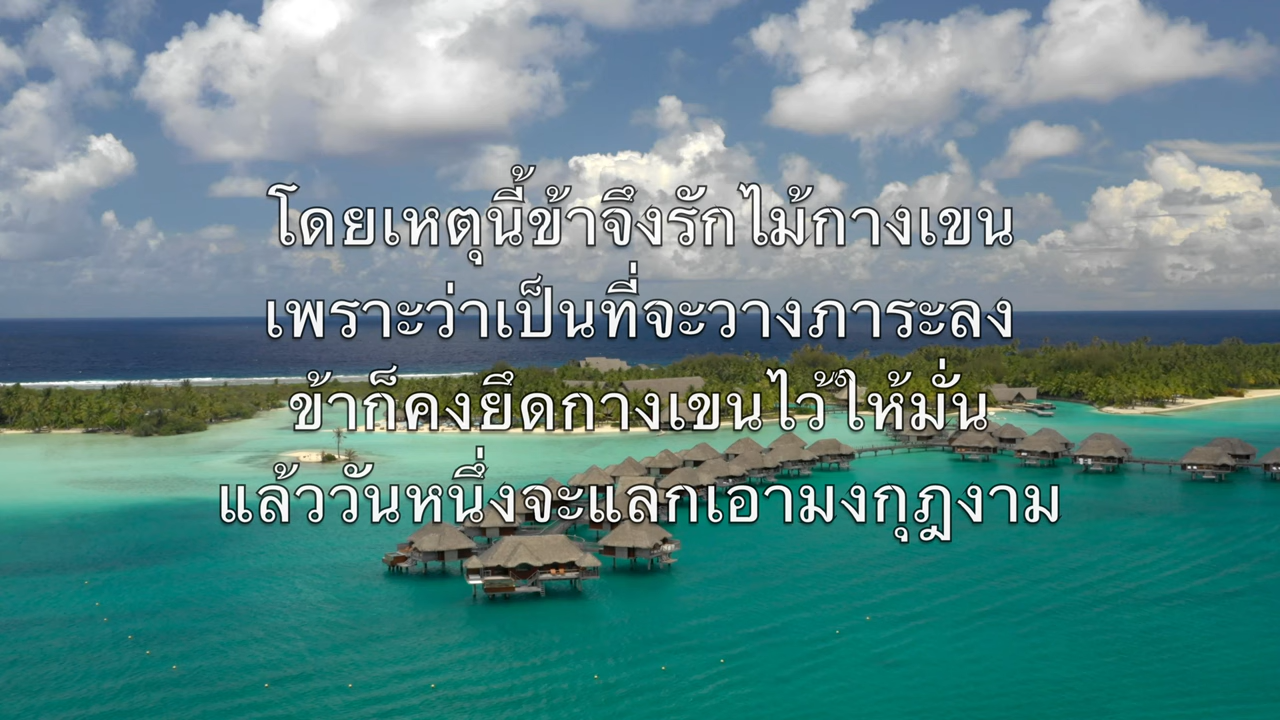 โดยเหตุนี้ข้าจึงรักไม้กางเขน
เพราะว่าเป็นที่จะวางภาระลง
ข้าก็คงยึดกางเขนไว้ให้มั่น
แล้ววันหนึ่งจะแลกเอามงกุฎงาม